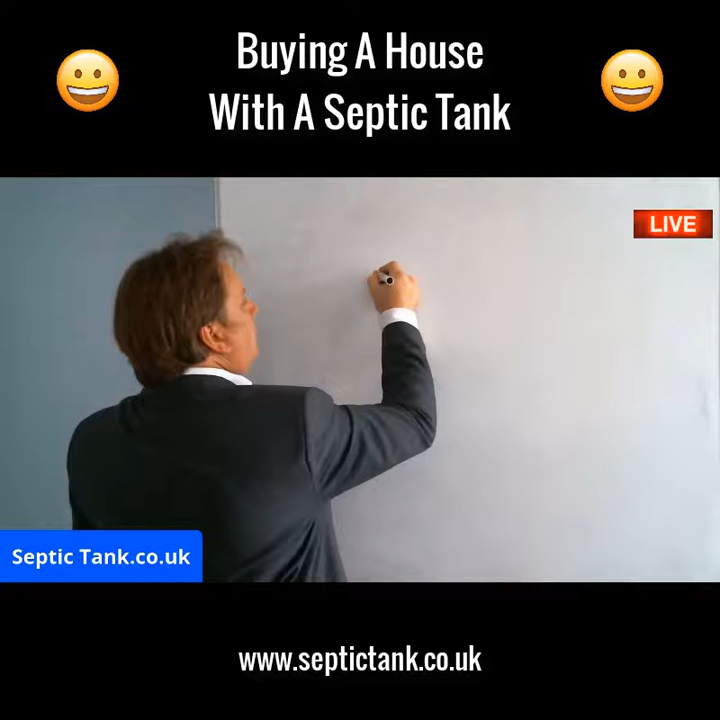 Buying A House
With A Septic Tank
LIVE
Septic Tank.co.uk
www.septictank.co.uk